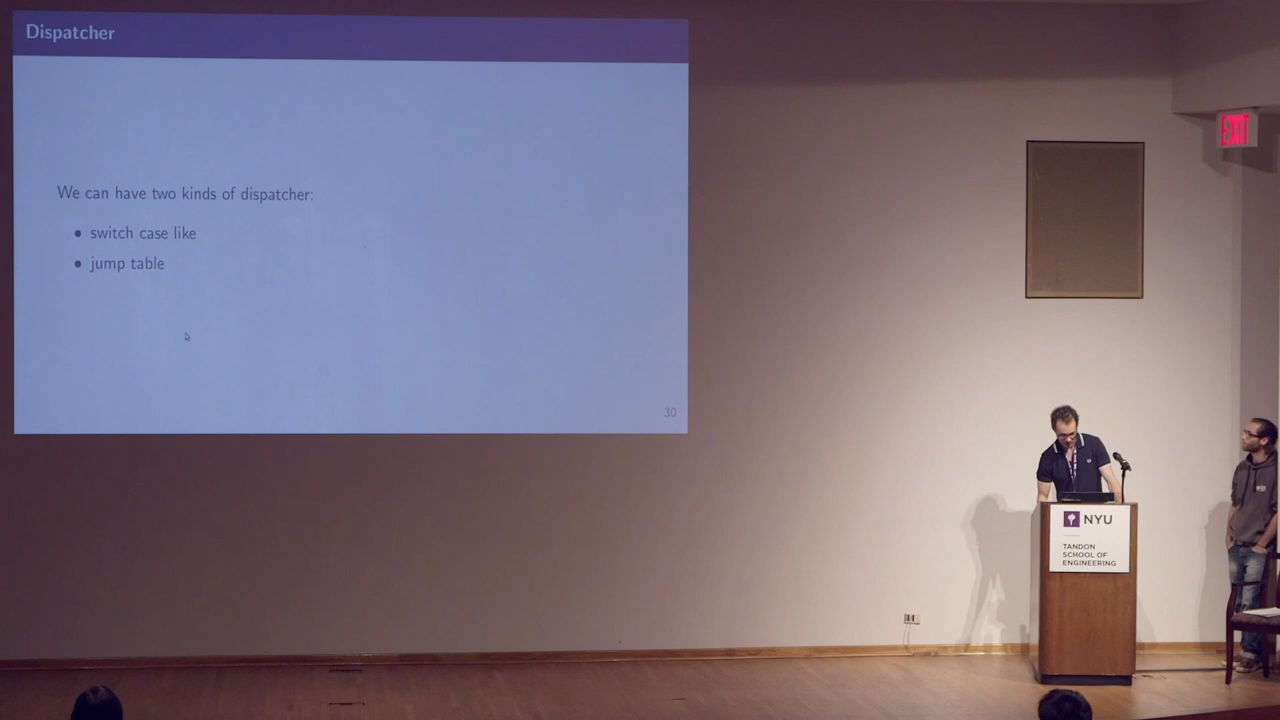 Dispatcher
We can have two kinds of dispatcher:
• switch case like
• jump table
30
EXIT
NYU
TANDON
SCHOOL OF
ENGINEERING